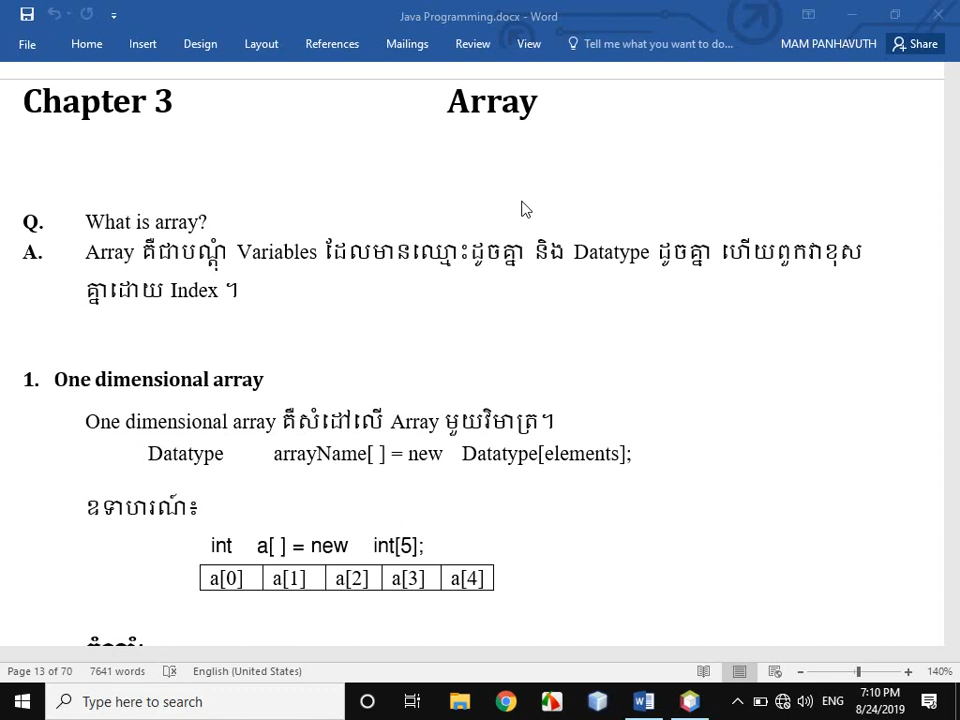 Java Programming.docx - Word
MAM PANHAVUTH
Share
File Home Insert Design Layout References Mailings Review View Tell me what you want to do...
Chapter 3 Array
Q. What is array?
A. Array គឺជាបណ្តុំ Variables ដែលមានឈ្មោះដូចគ្នា និង Datatype ដូចគ្នា ហើយពួកវាខុស
គ្នាដោយ Index ។
1. One dimensional array
One dimensional array គឺសំដៅលើ Array មួយវិមាត្រ។
Datatype arrayName[ ] = new Datatype[elements];
ឧទាហរណ៍ៈ
int a[ ] = new int[5];
a[0] a[1] a[2] a[3] a[4]
Page 13 of 70 7641 words English (United States) 140%
Type here to search
ENG
7:10 PM
8/24/2019